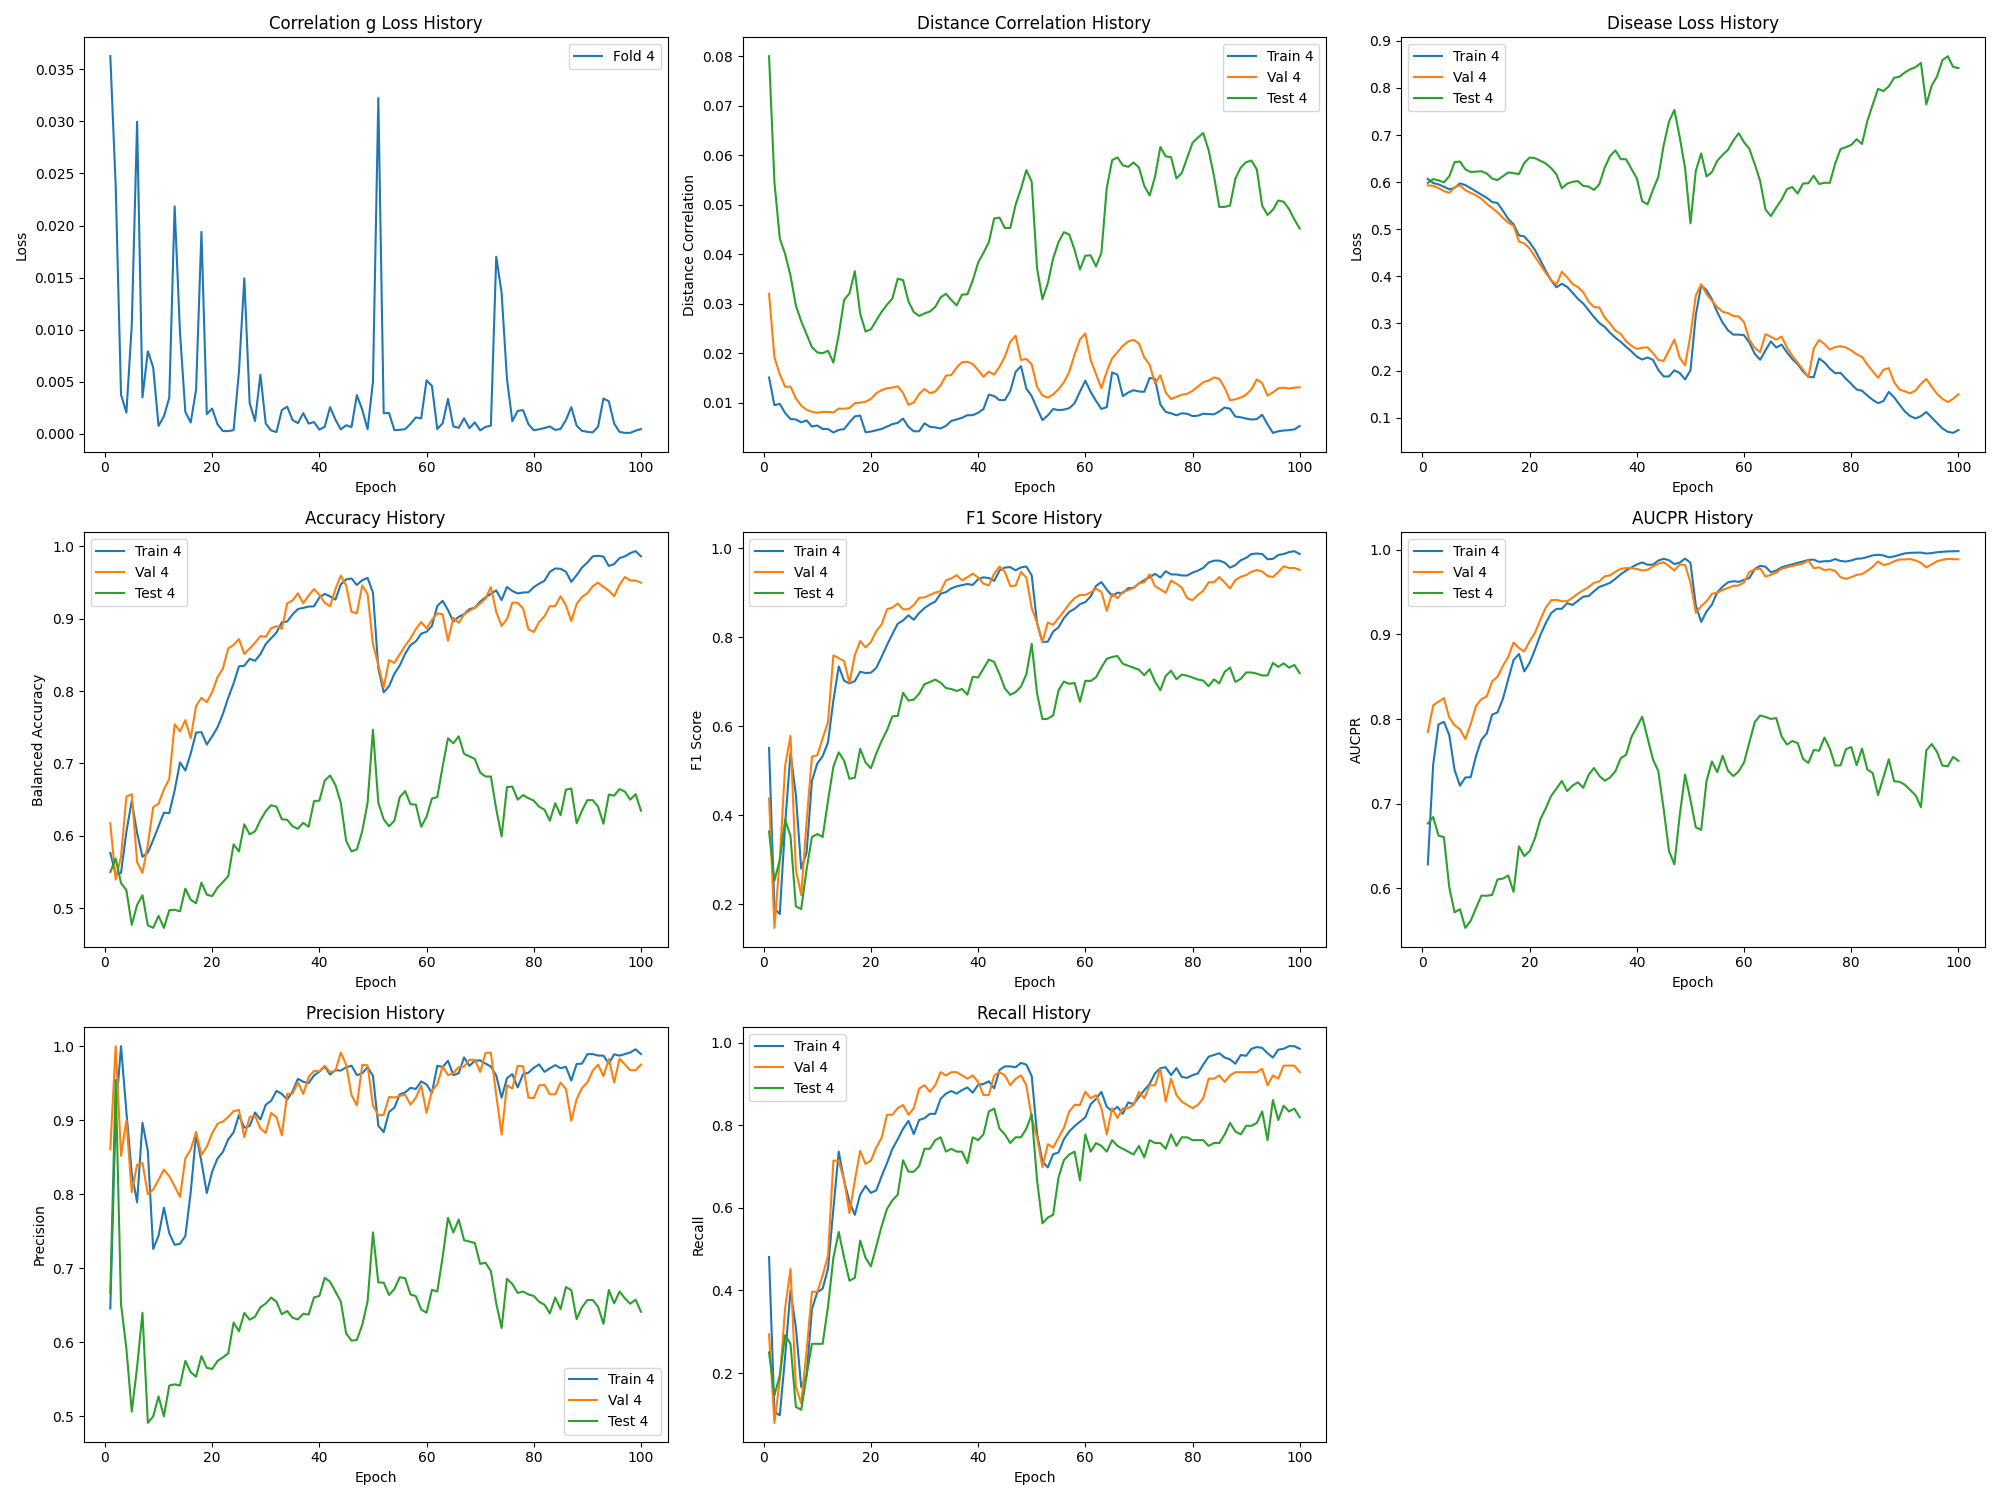 Correlation g Loss History
Loss
0.035
0.030
0.025
0.020
0.015
0.010
0.005
0.000
Fold 4
0 20 40 60 80 100
Epoch
Distance Correlation History
Distance Correlation
0.08
0.07
0.06
0.05
0.04
0.03
0.02
0.01
Train 4
Val 4
Test 4
0 20 40 60 80 100
Epoch
Disease Loss History
Loss
0.9
0.8
0.7
0.6
0.5
0.4
0.3
0.2
0.1
Train 4
Val 4
Test 4
0 20 40 60 80 100
Epoch
Accuracy History
Balanced Accuracy
1.0
0.9
0.8
0.7
0.6
0.5
Train 4
Val 4
Test 4
0 20 40 60 80 100
Epoch
F1 Score History
F1 Score
1.0
0.8
0.6
0.4
0.2
Train 4
Val 4
Test 4
0 20 40 60 80 100
Epoch
AUCPR History
AUCPR
1.0
0.9
0.8
0.7
0.6
Train 4
Val 4
Test 4
0 20 40 60 80 100
Epoch
Precision History
Precision
1.0
0.9
0.8
0.7
0.6
0.5
Train 4
Val 4
Test 4
0 20 40 60 80 100
Epoch
Recall History
Recall
1.0
0.8
0.6
0.4
0.2
Train 4
Val 4
Test 4
0 20 40 60 80 100
Epoch